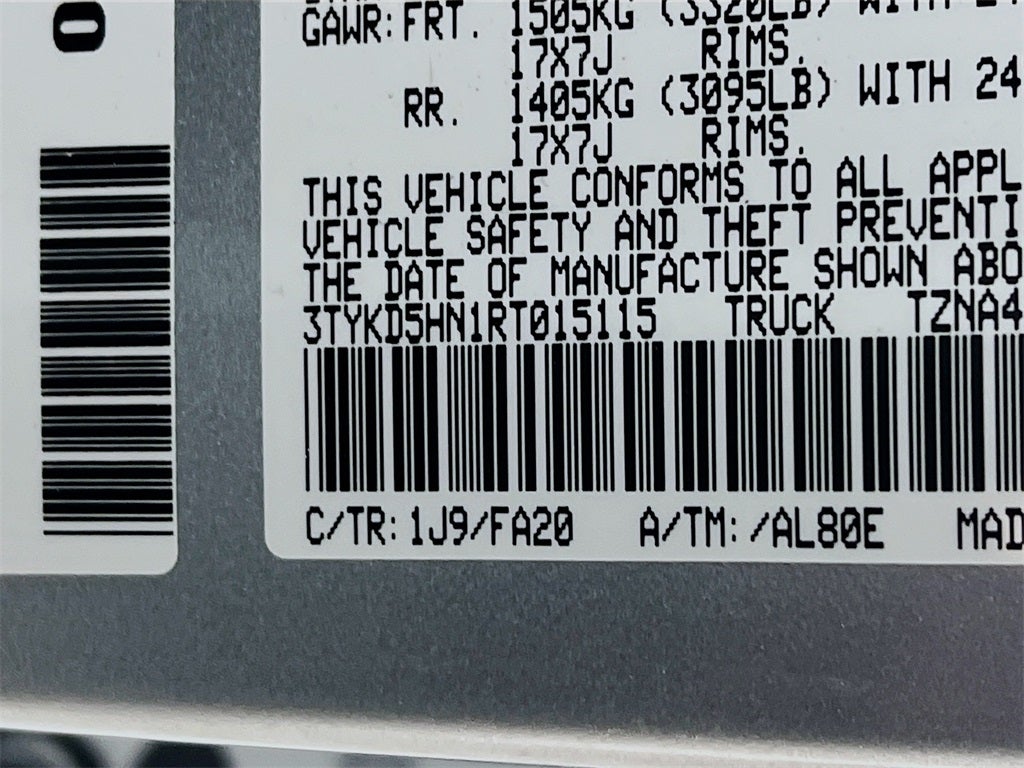 0
GAWR: FRT. 1505KG (3320LB) WITH
17X7J RIMS.
RR. 1405KG (3095LB) WITH 24
17X7J RIMS.
THIS VEHICLE CONFORMS TO ALL APPL
VEHICLE SAFETY AND THEFT PREVENTI
THE DATE OF MANUFACTURE SHOWN ABO
3TYKD5HN1RT015115 TRUCK TZNA4
C/TR: 1J9/FA20 A/TM: /AL80E MAD